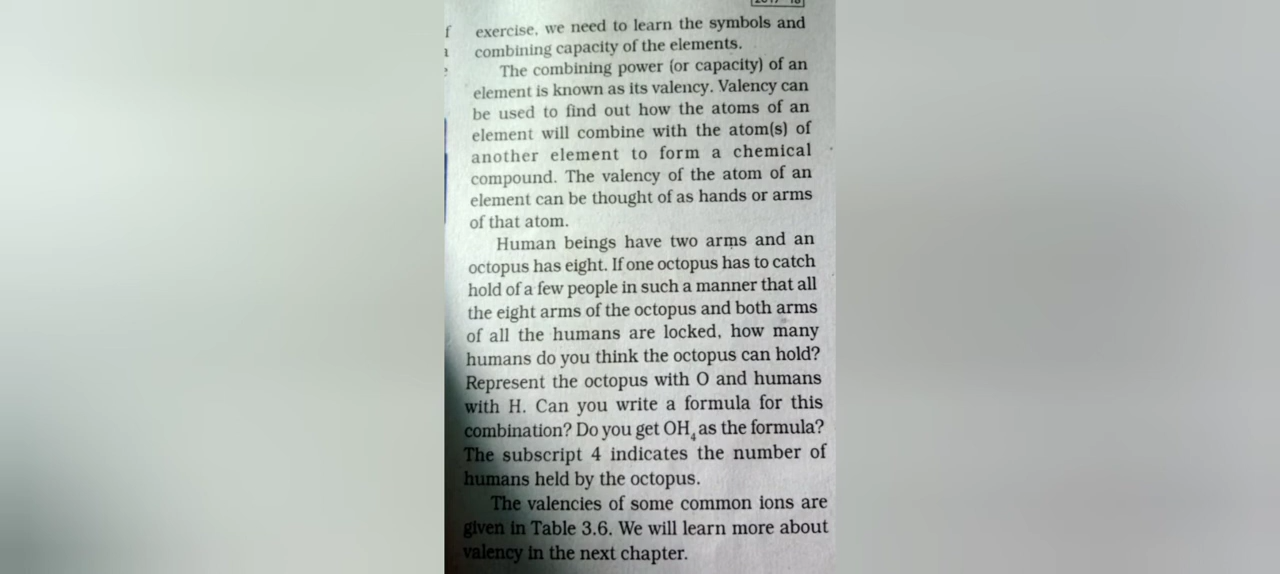 exercise, we need to learn the symbols and
combining capacity of the elements.
The combining power (or capacity) of an
element is known as its valency. Valency can
be used to find out how the atoms of an
element will combine with the atom(s) of
another element to form a chemical
compound. The valency of the atom of an
element can be thought of as hands or arms
of that atom.
Human beings have two arms and an
octopus has eight. If one octopus has to catch
hold of a few people in such a manner that all
the eight arms of the octopus and both arms
of all the humans are locked, how many
humans do you think the octopus can hold?
Represent the octopus with O and humans
with H. Can you write a formula for this
combination? Do you get OH₄ as the formula?
The subscript 4 indicates the number of
humans held by the octopus.
The valencies of some common ions are
given in Table 3.6. We will learn more about
valency in the next chapter.